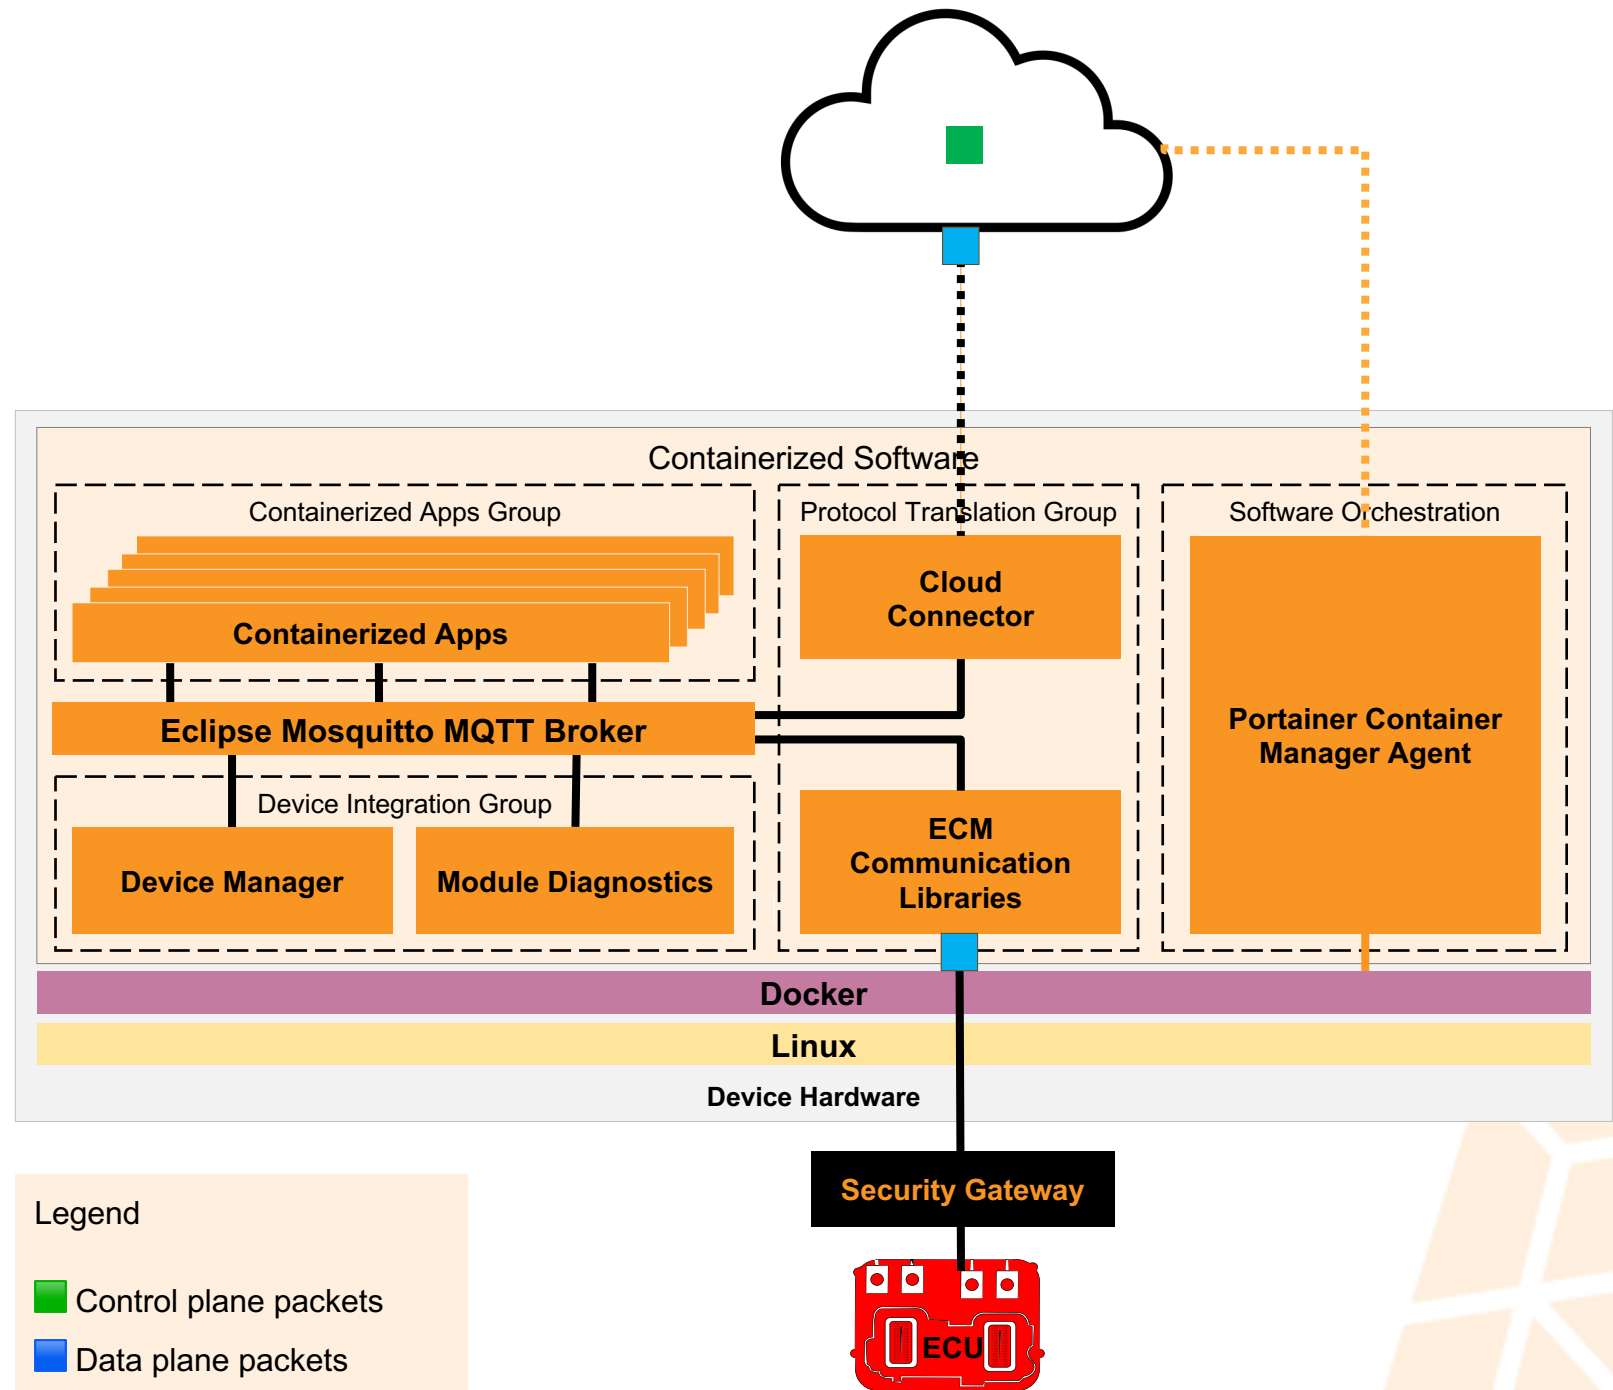 Containerized Software
Containerized Apps Group
Protocol Translation Group
Software Orchestration
Containerized Apps
Cloud
Connector
Eclipse Mosquitto MQTT Broker
Portainer Container
Manager Agent
Device Integration Group
Device Manager
Module Diagnostics
ECM
Communication
Libraries
Docker
Linux
Device Hardware
Security Gateway
ECU
Legend
Control plane packets
Data plane packets